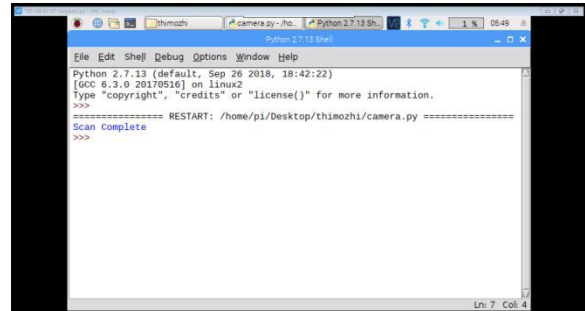 thimozhi
camera.py - /ho...
Python 2.7.13 Sh...
1 %
05:49
Python 2.7.13 Shell
File Edit Shell Debug Options Window Help
Python 2.7.13 (default, Sep 26 2018, 18:42:22)
[GCC 6.3.0 20170516] on linux2
Type "copyright", "credits" or "license()" for more information.
>>>
================ RESTART: /home/pi/Desktop/thimozhi/camera.py ================
Scan Complete
>>>
Ln: 7 Col: 4